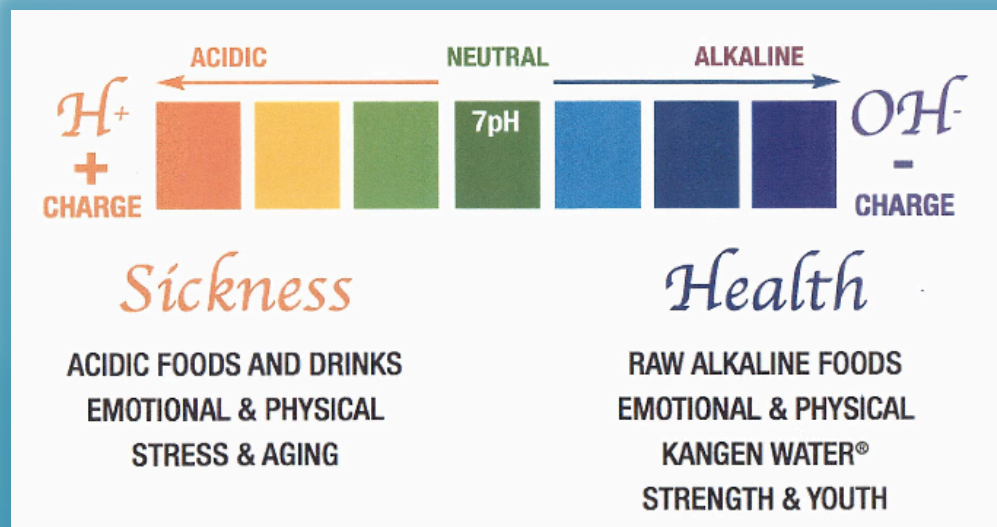 ACIDIC NEUTRAL ALKALINE
H+ 7pH OH-
+ -
CHARGE CHARGE
Sickness
ACIDIC FOODS AND DRINKS
EMOTIONAL & PHYSICAL
STRESS & AGING
Health
RAW ALKALINE FOODS
EMOTIONAL & PHYSICAL
KANGEN WATER®
STRENGTH & YOUTH